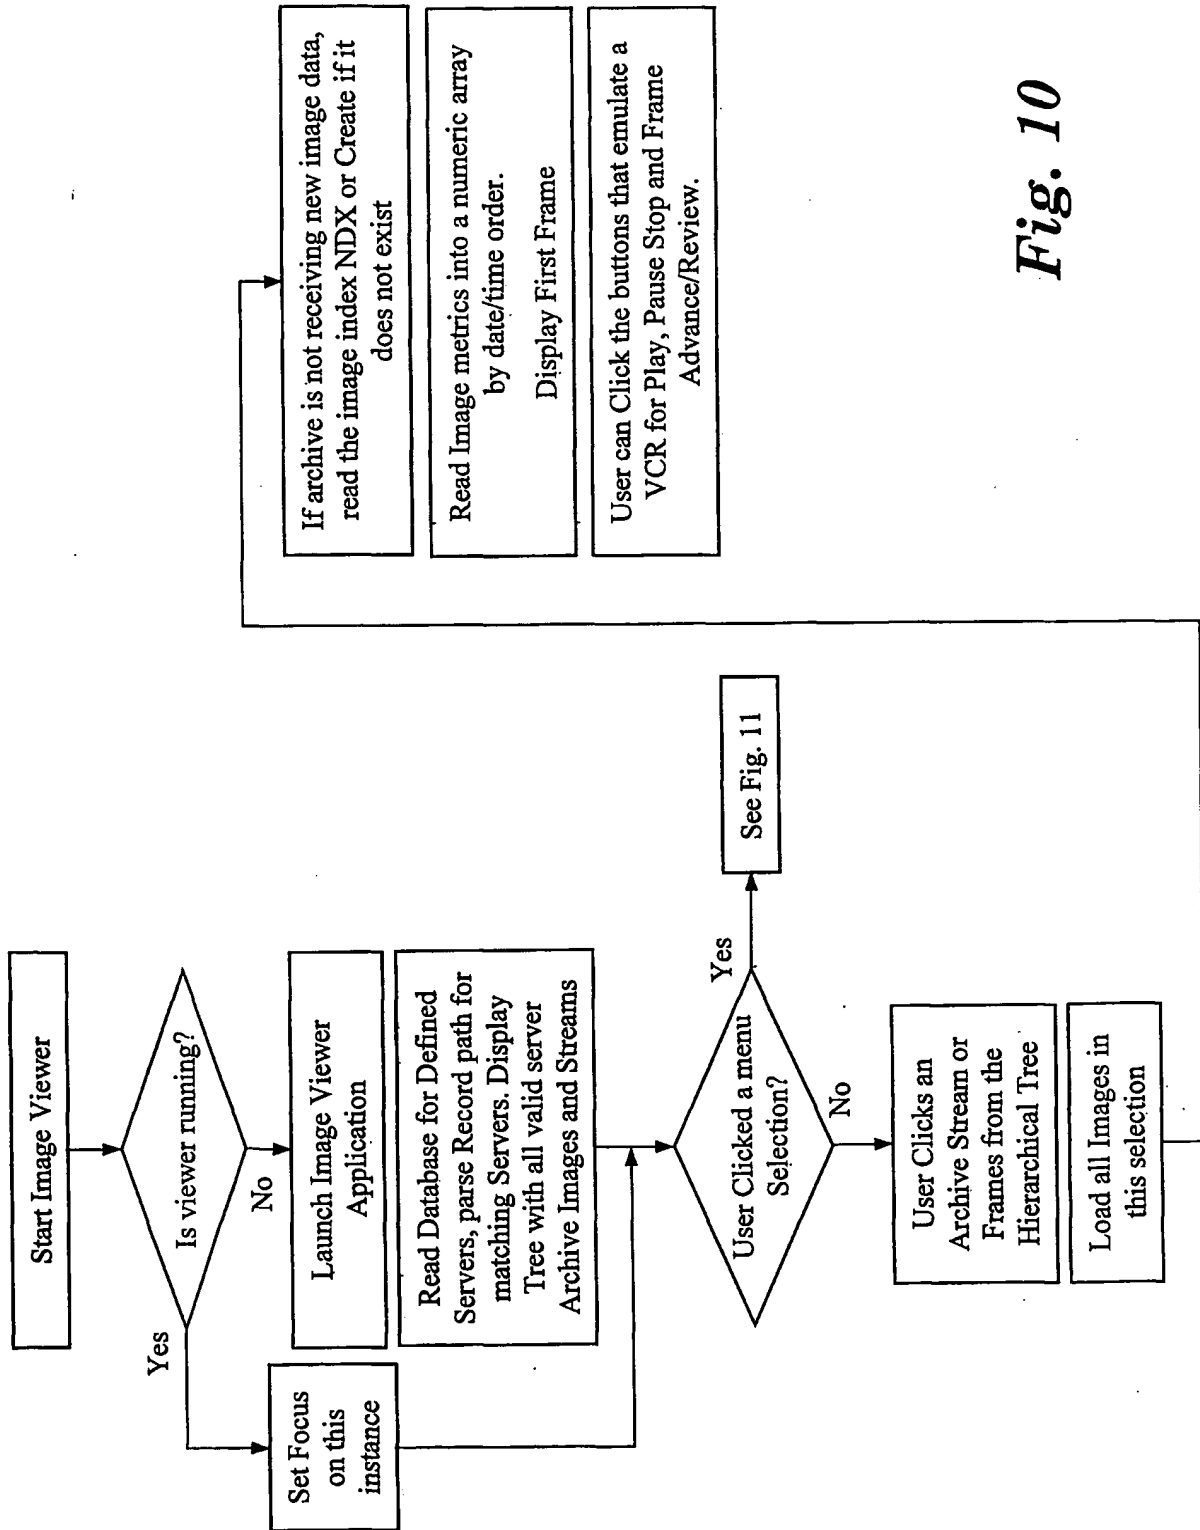 Start Image Viewer
Is viewer running?
Yes
No
Set Focus
on this
instance
Launch Image Viewer
Application
Read Database for Defined
Servers, parse Record path for
matching Servers. Display
Tree with all valid server
Archive Images and Streams
User Clicked a menu
Selection?
Yes
See Fig. 11
No
User Clicks an
Archive Stream or
Frames from the
Hierarchical Tree
Load all Images in
this selection
If archive is not receiving new image data,
read the image index NDX or Create if it
does not exist
Read Image metrics into a numeric array
by date/time order.
Display First Frame
User can Click the buttons that emulate a
VCR for Play, Pause Stop and Frame
Advance/Review.
Fig. 10